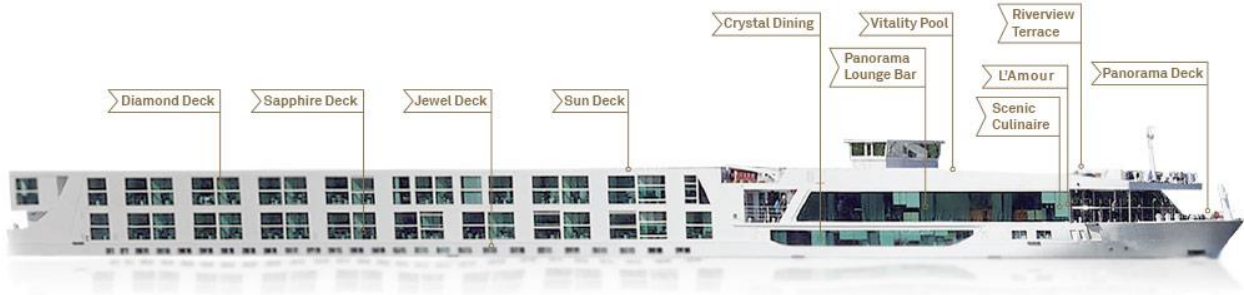 Crystal Dining
Vitality Pool
Riverview
Terrace
Panorama
Lounge Bar
L'Amour
Panorama Deck
Diamond Deck
Sapphire Deck
Jewel Deck
Sun Deck
Scenic
Culinaire